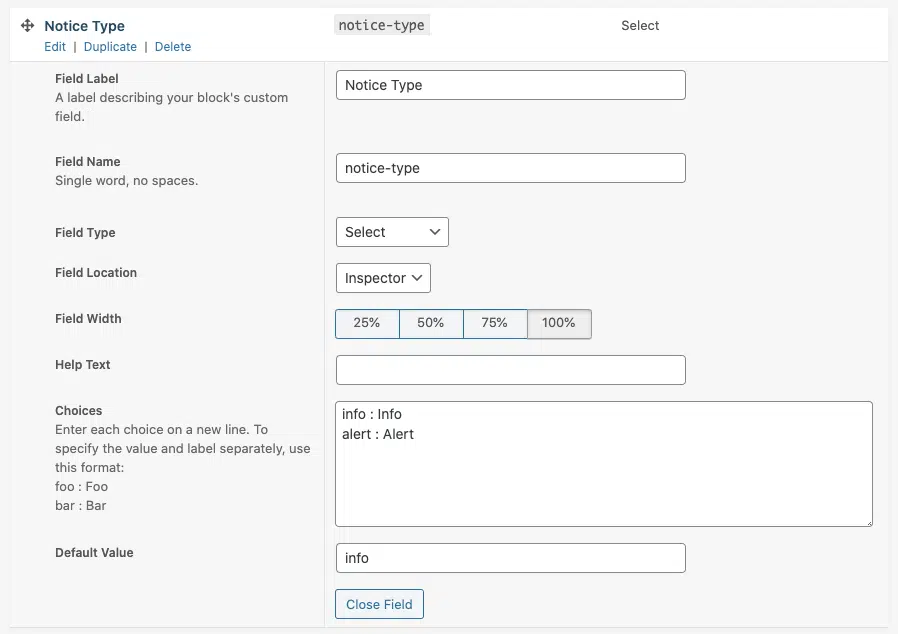 Notice Type notice-type Select
Edit | Duplicate | Delete
Field Label
A label describing your block's custom
field.
Notice Type
Field Name
Single word, no spaces.
notice-type
Field Type
Select
Field Location
Inspector
Field Width
25% 50% 75% 100%
Help Text
Choices
Enter each choice on a new line. To
specify the value and label separately, use
this format:
foo : Foo
bar : Bar
info : Info
alert : Alert
Default Value
info
Close Field